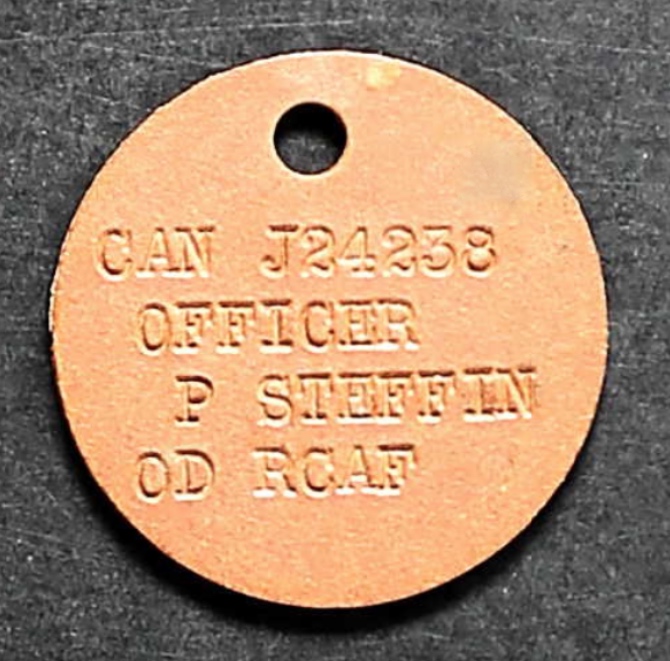 CAN J24238
OFFICER
P STEFFIN
OD RCAF